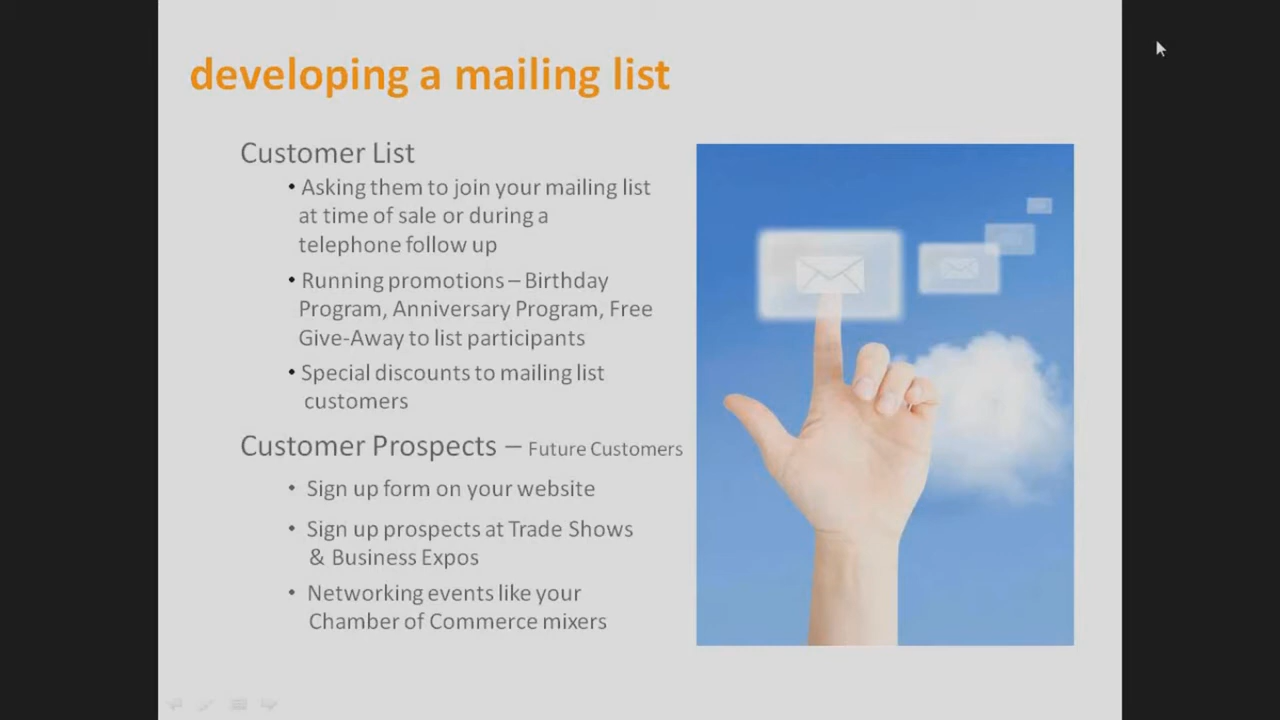 developing a mailing list
Customer List
• Asking them to join your mailing list
at time of sale or during a
telephone follow up
• Running promotions – Birthday
Program, Anniversary Program, Free
Give-Away to list participants
• Special discounts to mailing list
customers
Customer Prospects – Future Customers
• Sign up form on your website
• Sign up prospects at Trade Shows
& Business Expos
• Networking events like your
Chamber of Commerce mixers